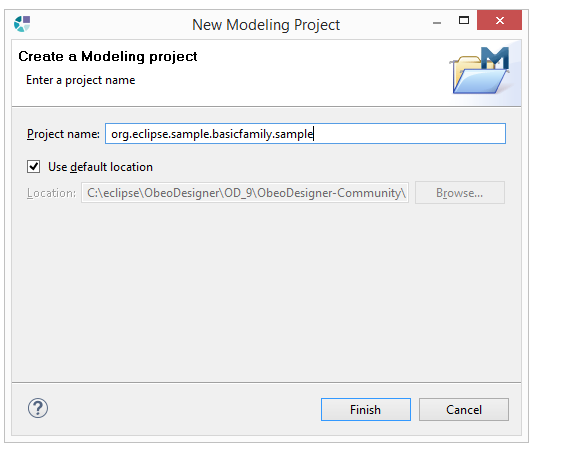 New Modeling Project
Create a Modeling project
Enter a project name
M
Project name: org.eclipse.sample.basicfamily.sample
Use default location
Location: C:\eclipse\ObeoDesigner\OD_9\ObeoDesigner-Community\
Browse...
? Finish Cancel